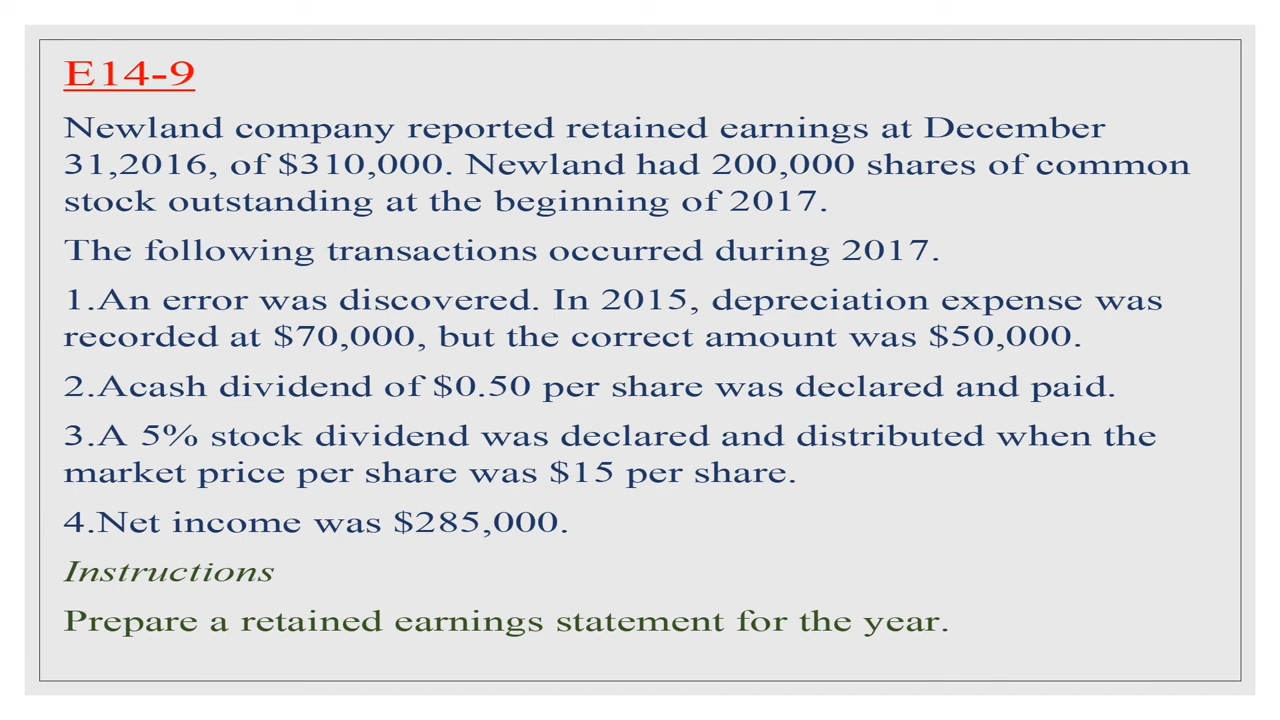 E14-9
Newland company reported retained earnings at December
31,2016, of $310,000. Newland had 200,000 shares of common
stock outstanding at the beginning of 2017.
The following transactions occurred during 2017.
1.An error was discovered. In 2015, depreciation expense was
recorded at $70,000, but the correct amount was $50,000.
2.Acash dividend of $0.50 per share was declared and paid.
3.A 5% stock dividend was declared and distributed when the
market price per share was $15 per share.
4.Net income was $285,000.
Instructions
Prepare a retained earnings statement for the year.